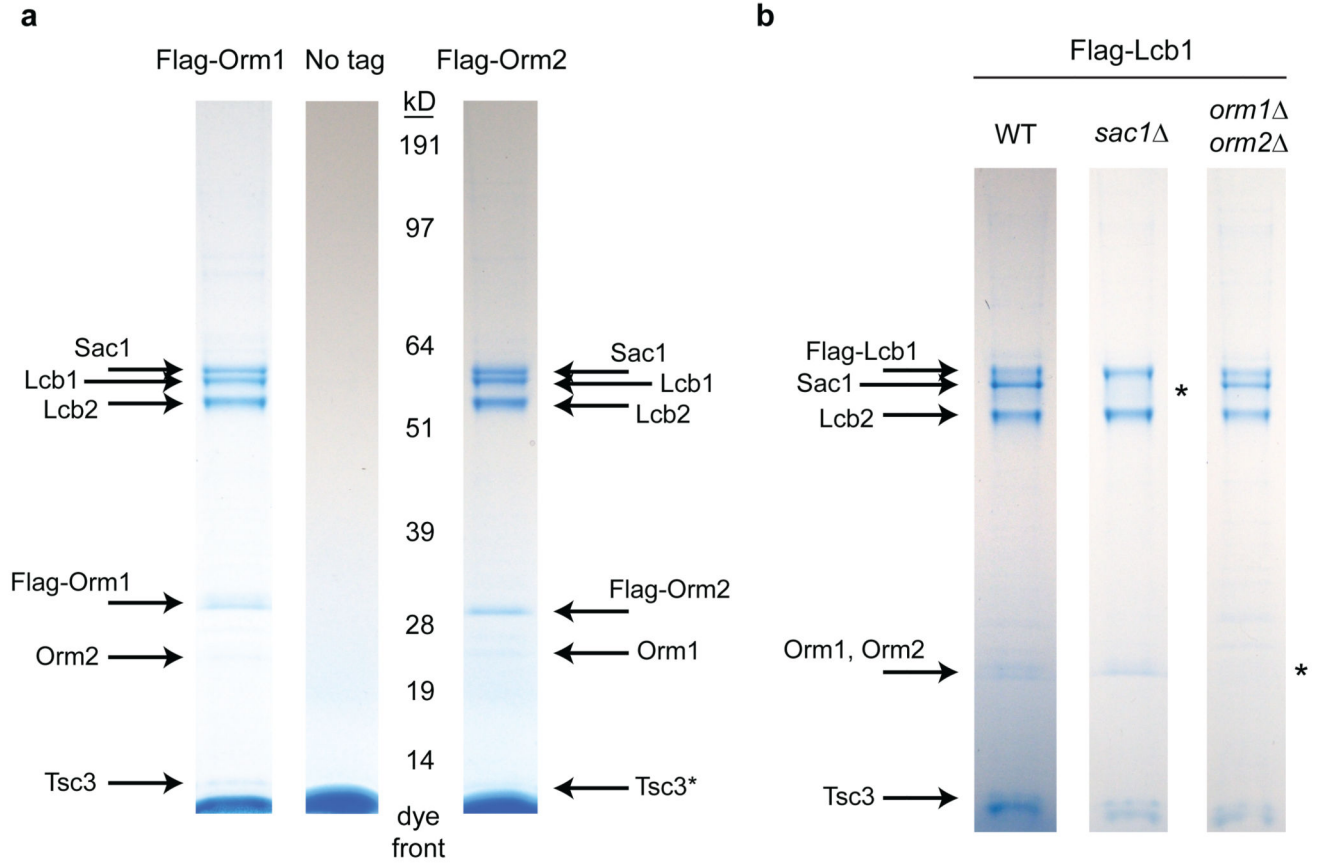 a
Flag-Orm1 No tag Flag-Orm2
kD
191
97
64
51
39
28
19
14
dye
front
Sac1
Lcb1
Lcb2
Flag-Orm1
Orm2
Tsc3
Sac1
Lcb1
Lcb2
Flag-Orm2
Orm1
Tsc3*
b
Flag-Lcb1
WT
sac1Δ
orm1Δ
orm2Δ
Flag-Lcb1
Sac1
Lcb2
Orm1, Orm2
Tsc3
*
*